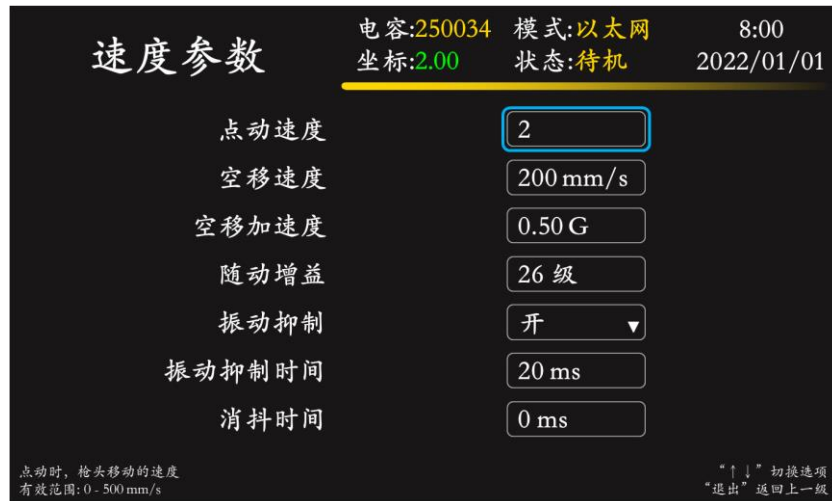 速度参数
电容:250034 模式:以太网 8:00
坐标:2.00 状态:待机 2022/01/01
点动速度 2
空移速度 200 mm/s
空移加速度 0.50 G
随动增益 26 级
振动抑制 开 ▼
振动抑制时间 20 ms
消抖时间 0 ms
点动时，枪头移动的速度
有效范围: 0 - 500 mm/s
“↑↓”切换选项
“退出”返回上一级